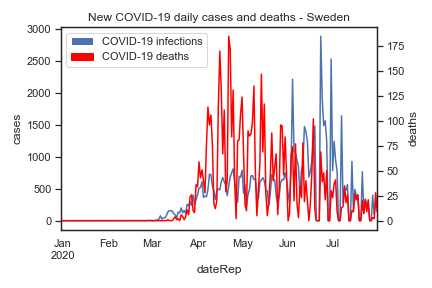 New COVID-19 daily cases and deaths - Sweden
COVID-19 infections
COVID-19 deaths
3000
2500
2000
1500
1000
500
0
cases
175
150
125
100
75
50
25
0
deaths
Jan Feb Mar Apr May Jun Jul
2020
dateRep